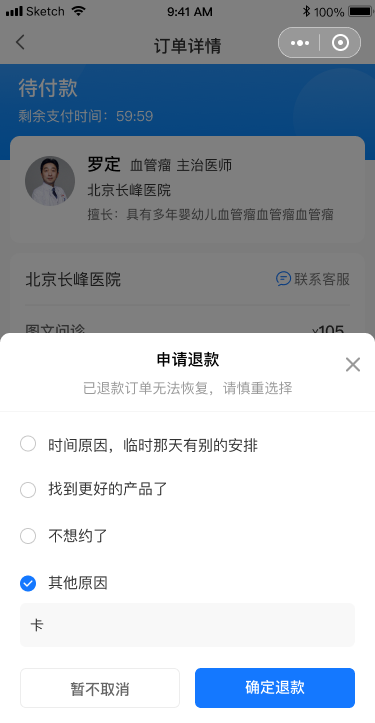 Sketch 9:41 AM 100%
订单详情
待付款
剩余支付时间：59:59
罗定 血管瘤 主治医师
北京长峰医院
擅长：具有多年婴幼儿血管瘤血管瘤血管瘤
北京长峰医院 联系客服
图文问诊 ¥105
申请退款
已退款订单无法恢复，请慎重选择
时间原因，临时那天有别的安排
找到更好的产品了
不想约了
其他原因
卡
暂不取消 确定退款